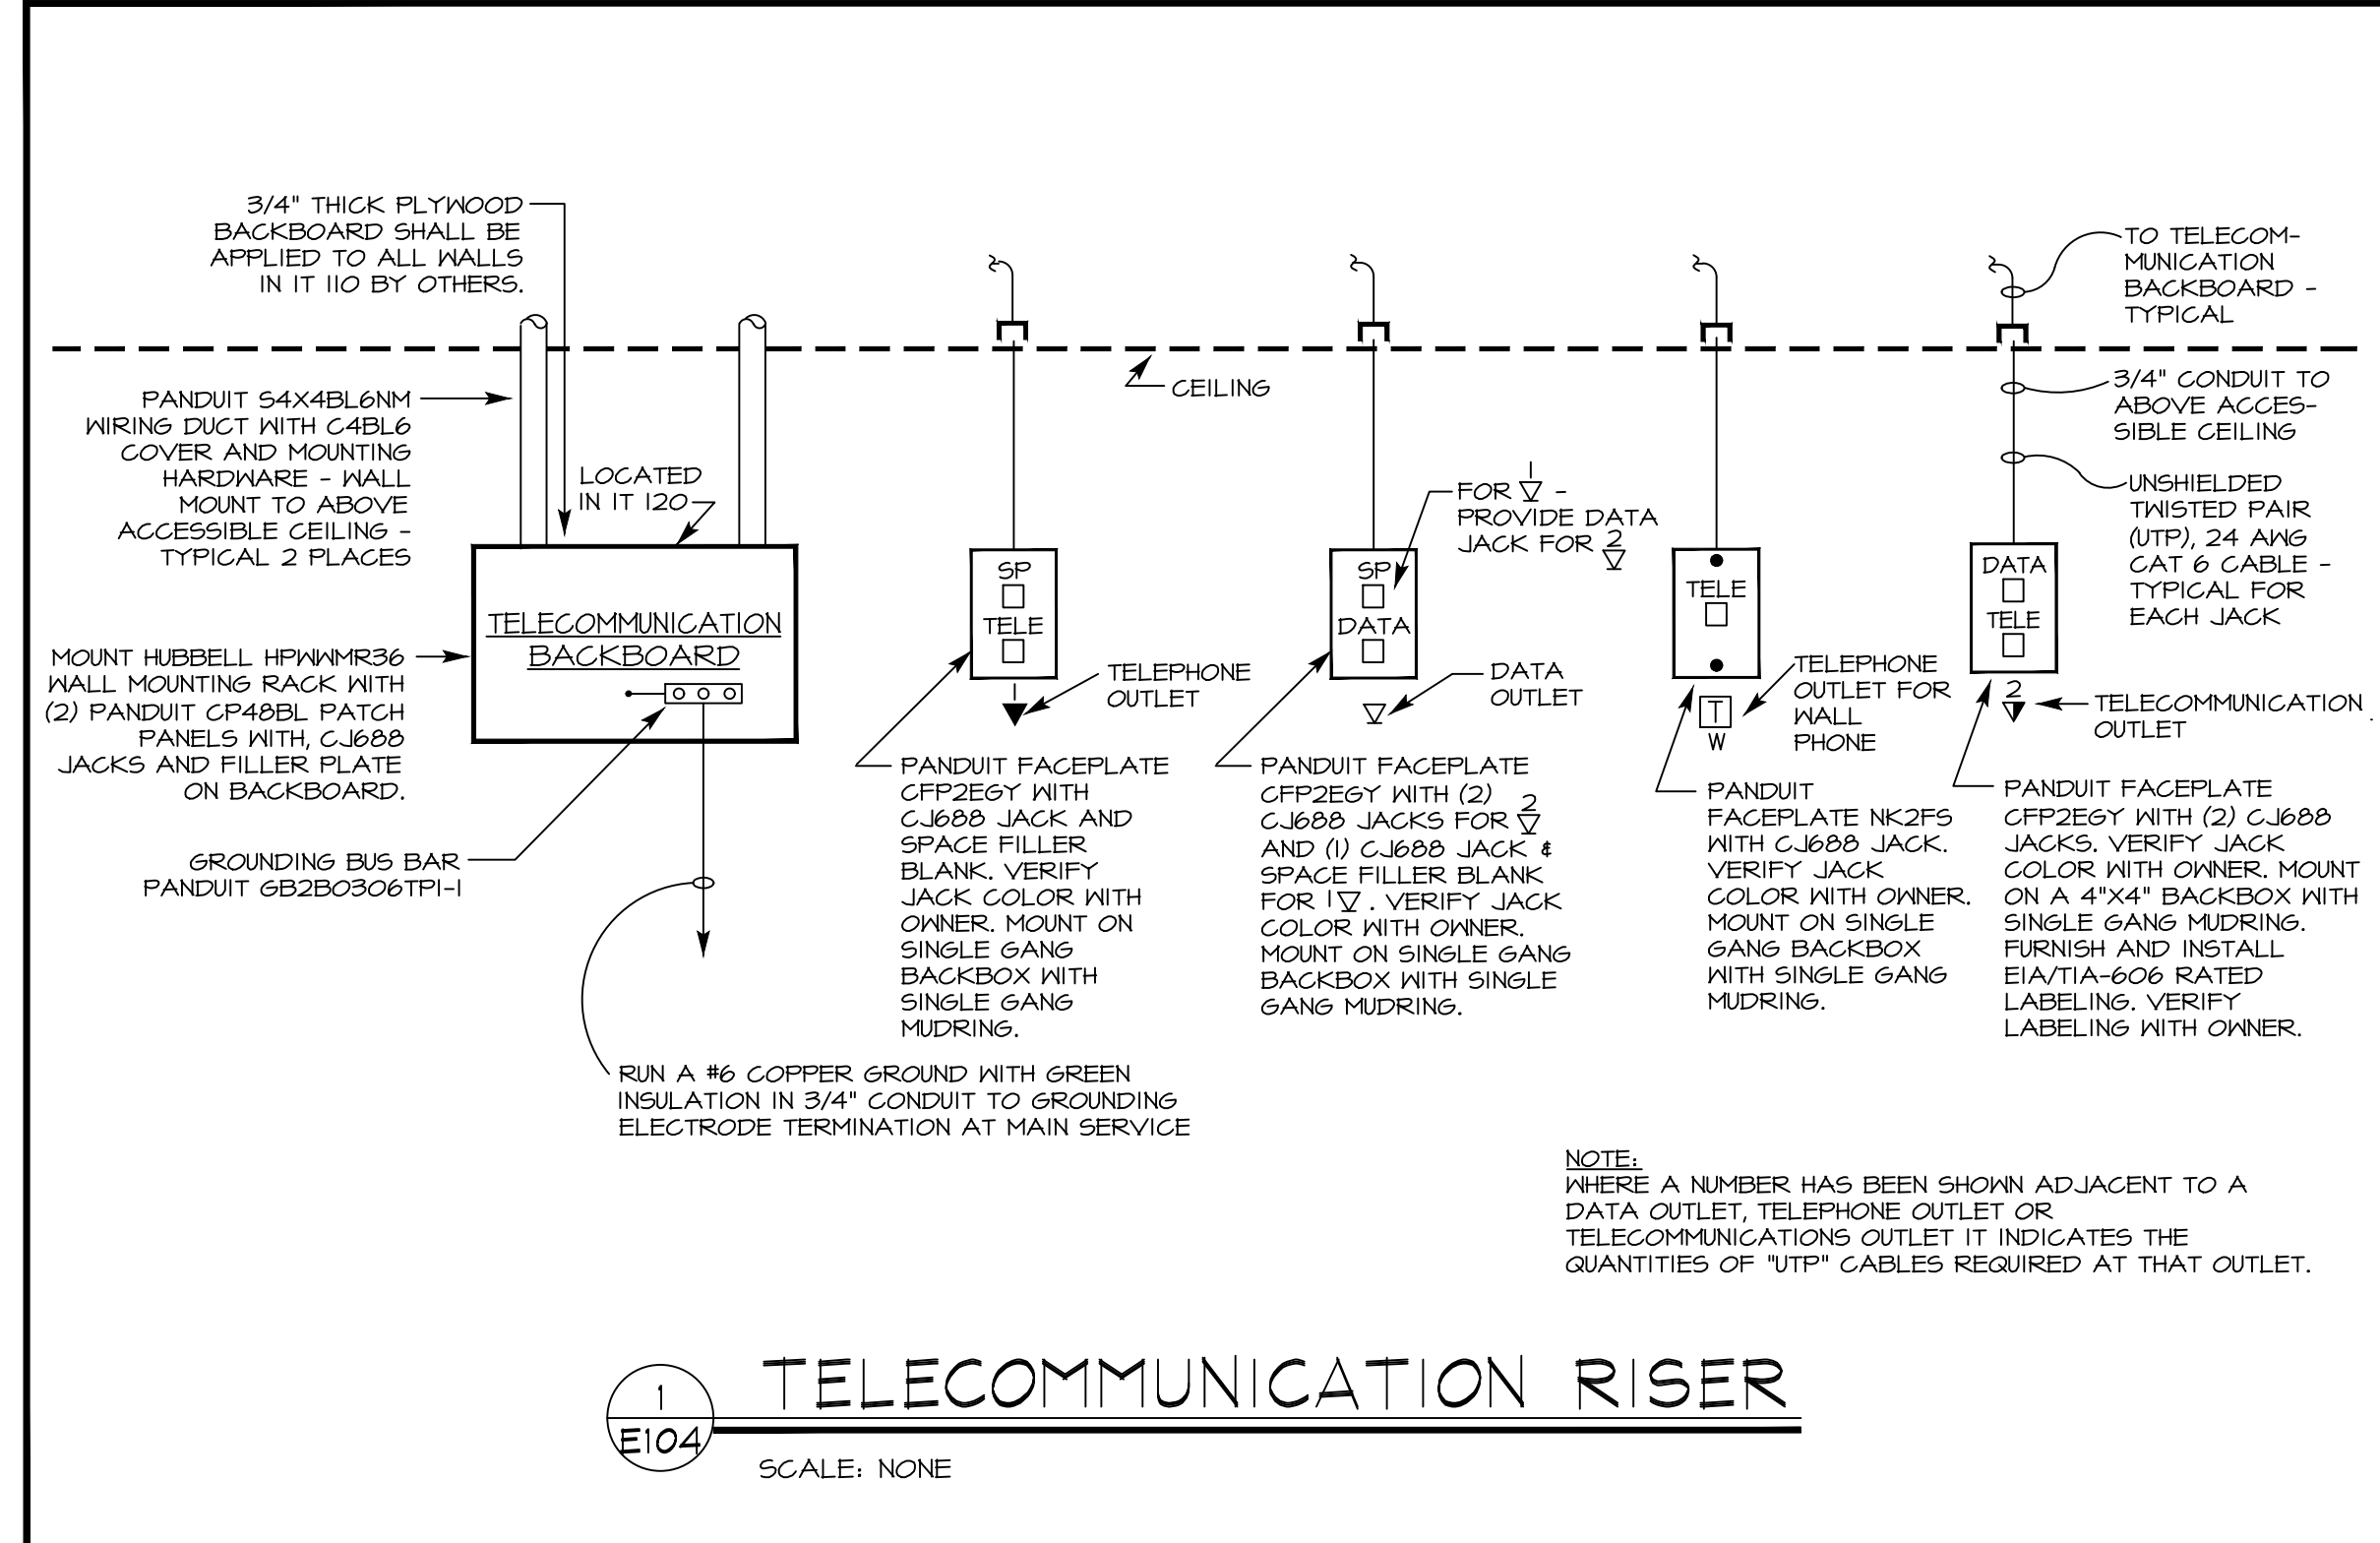 3/4" THICK PLYWOOD
BACKBOARD SHALL BE
APPLIED TO ALL WALLS
IN IT 110 BY OTHERS.
PANDUIT S4X4BL6NM
WIRING DUCT WITH C4BL6
COVER AND MOUNTING
HARDWARE - WALL
MOUNT TO ABOVE
ACCESSIBLE CEILING -
TYPICAL 2 PLACES
LOCATED
IN IT 120
TELECOMMUNICATION
BACKBOARD
MOUNT HUBBELL HPWWMR36
WALL MOUNTING RACK WITH
(2) PANDUIT CP48BL PATCH
PANELS WITH, CJ688
JACKS AND FILLER PLATE
ON BACKBOARD.
GROUNDING BUS BAR
PANDUIT GB2B0306TPI-1
RUN A #6 COPPER GROUND WITH GREEN
INSULATION IN 3/4" CONDUIT TO GROUNDING
ELECTRODE TERMINATION AT MAIN SERVICE
CEILING
SP
TELE
1
TELEPHONE
OUTLET
PANDUIT FACEPLATE
CFP2EGY WITH
CJ688 JACK AND
SPACE FILLER
BLANK. VERIFY
JACK COLOR WITH
OWNER. MOUNT ON
SINGLE GANG
BACKBOX WITH
SINGLE GANG
MUDRING.
1
FOR -
PROVIDE DATA
JACK FOR 2
SP
DATA
DATA
OUTLET
PANDUIT FACEPLATE
CFP2EGY WITH (2)
CJ688 JACKS FOR 2
AND (1) CJ688 JACK &
SPACE FILLER BLANK
FOR 1 . VERIFY JACK
COLOR WITH OWNER.
MOUNT ON SINGLE GANG
BACKBOX WITH SINGLE
GANG MUDRING.
TELE
T
W
TELEPHONE
OUTLET FOR
WALL
PHONE
PANDUIT
FACEPLATE NK2FS
WITH CJ688 JACK.
VERIFY JACK
COLOR WITH OWNER.
MOUNT ON SINGLE
GANG BACKBOX
WITH SINGLE GANG
MUDRING.
TO TELECOM-
MUNICATION
BACKBOARD -
TYPICAL
3/4" CONDUIT TO
ABOVE ACCES-
SIBLE CEILING
UNSHIELDED
TWISTED PAIR
(UTP), 24 AWG
CAT 6 CABLE -
TYPICAL FOR
EACH JACK
DATA
TELE
2
TELECOMMUNICATION
OUTLET
PANDUIT FACEPLATE
CFP2EGY WITH (2) CJ688
JACKS. VERIFY JACK
COLOR WITH OWNER. MOUNT
ON A 4"X4" BACKBOX WITH
SINGLE GANG MUDRING.
FURNISH AND INSTALL
EIA/TIA-606 RATED
LABELING. VERIFY
LABELING WITH OWNER.
NOTE:
WHERE A NUMBER HAS BEEN SHOWN ADJACENT TO A
DATA OUTLET, TELEPHONE OUTLET OR
TELECOMMUNICATIONS OUTLET IT INDICATES THE
QUANTITIES OF "UTP" CABLES REQUIRED AT THAT OUTLET.
1
E104
TELECOMMUNICATION RISER
SCALE: NONE